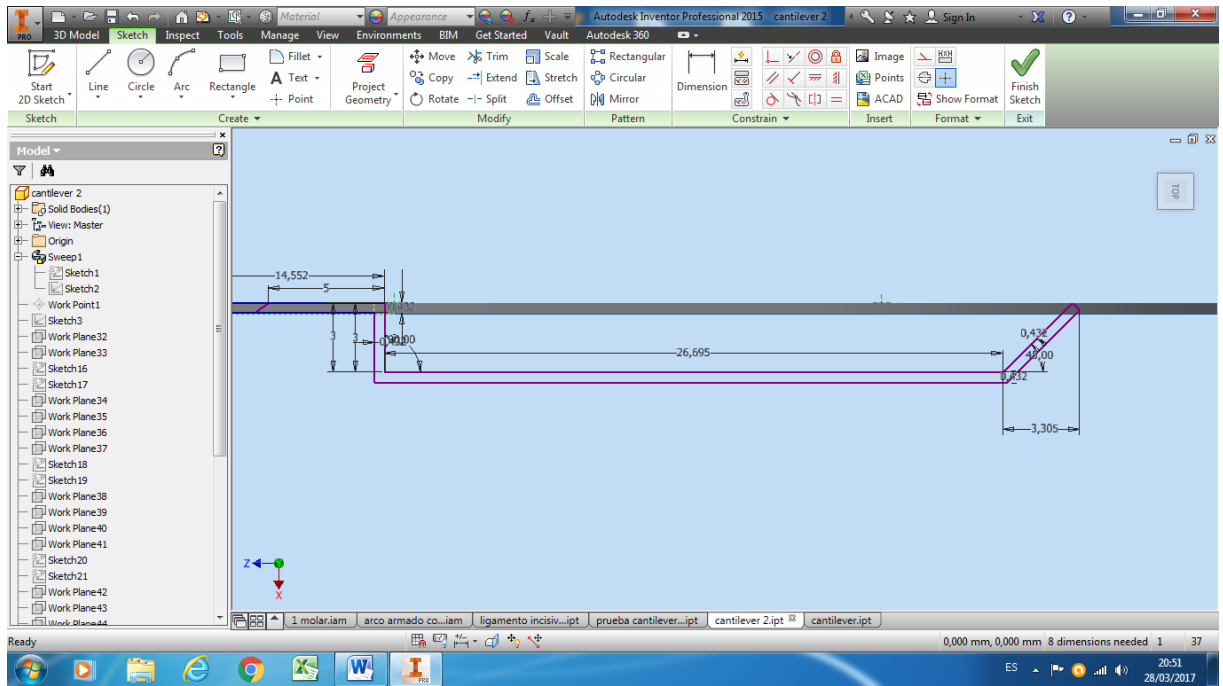 Material Appearance Autodesk Inventor Professional 2015 cantilever 2 Sign In
PRO 3D Model Sketch Inspect Tools Manage View Environments BIM Get Started Vault Autodesk 360
Start 2D Sketch Line Circle Arc Rectangle Fillet Text Point Project Geometry
Move Trim Scale
Copy Extend Stretch
Rotate Split Offset
Rectangular
Circular
Mirror
Dimension
Image
Points
ACAD
Show Format
Finish Sketch
Sketch Create Modify Pattern Constrain Insert Format Exit
Model
cantilever 2
Solid Bodies(1)
View: Master
Origin
Sweep1
Sketch1
Sketch2
Work Point1
Sketch3
Work Plane32
Work Plane33
Sketch16
Sketch17
Work Plane34
Work Plane35
Work Plane36
Work Plane37
Sketch18
Sketch19
Work Plane38
Work Plane39
Work Plane40
Work Plane41
Sketch20
Sketch21
Work Plane42
Work Plane43
Work Plane44
TOP
14,552
5
0,432
3
3
26,695
0,432
45,00
0,432
3,305
Z
X
1 molar.iam arco armado co...iam ligamento incisiv...ipt prueba cantilever...ipt cantilever 2.ipt cantilever.ipt
Ready 0,000 mm, 0,000 mm 8 dimensions needed 1 37
ES 20:51
28/03/2017